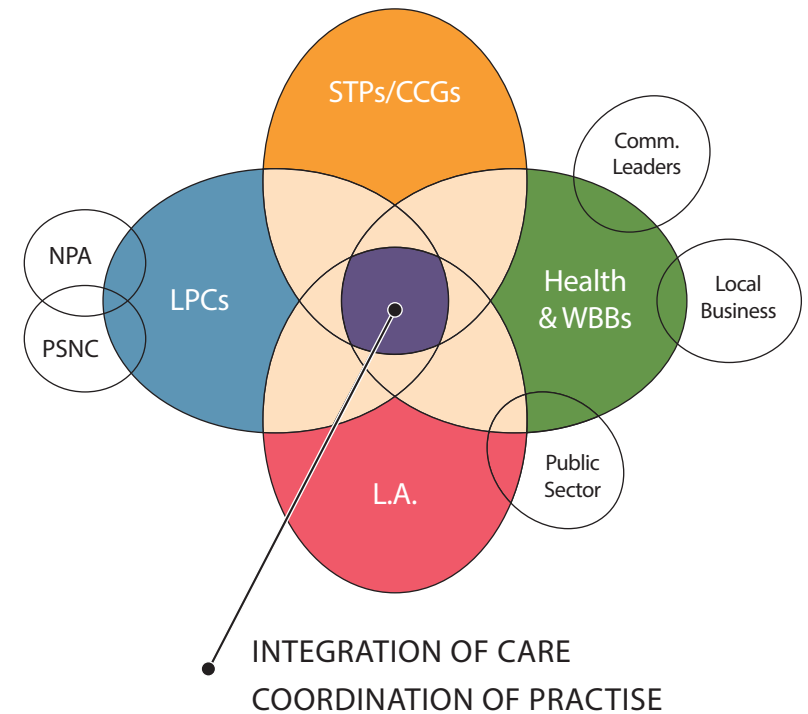 STPs/CCGs
Comm.
Leaders
NPA
LPCs
Health
& WBBs
Local
Business
PSNC
L.A.
Public
Sector
INTEGRATION OF CARE
COORDINATION OF PRACTISE